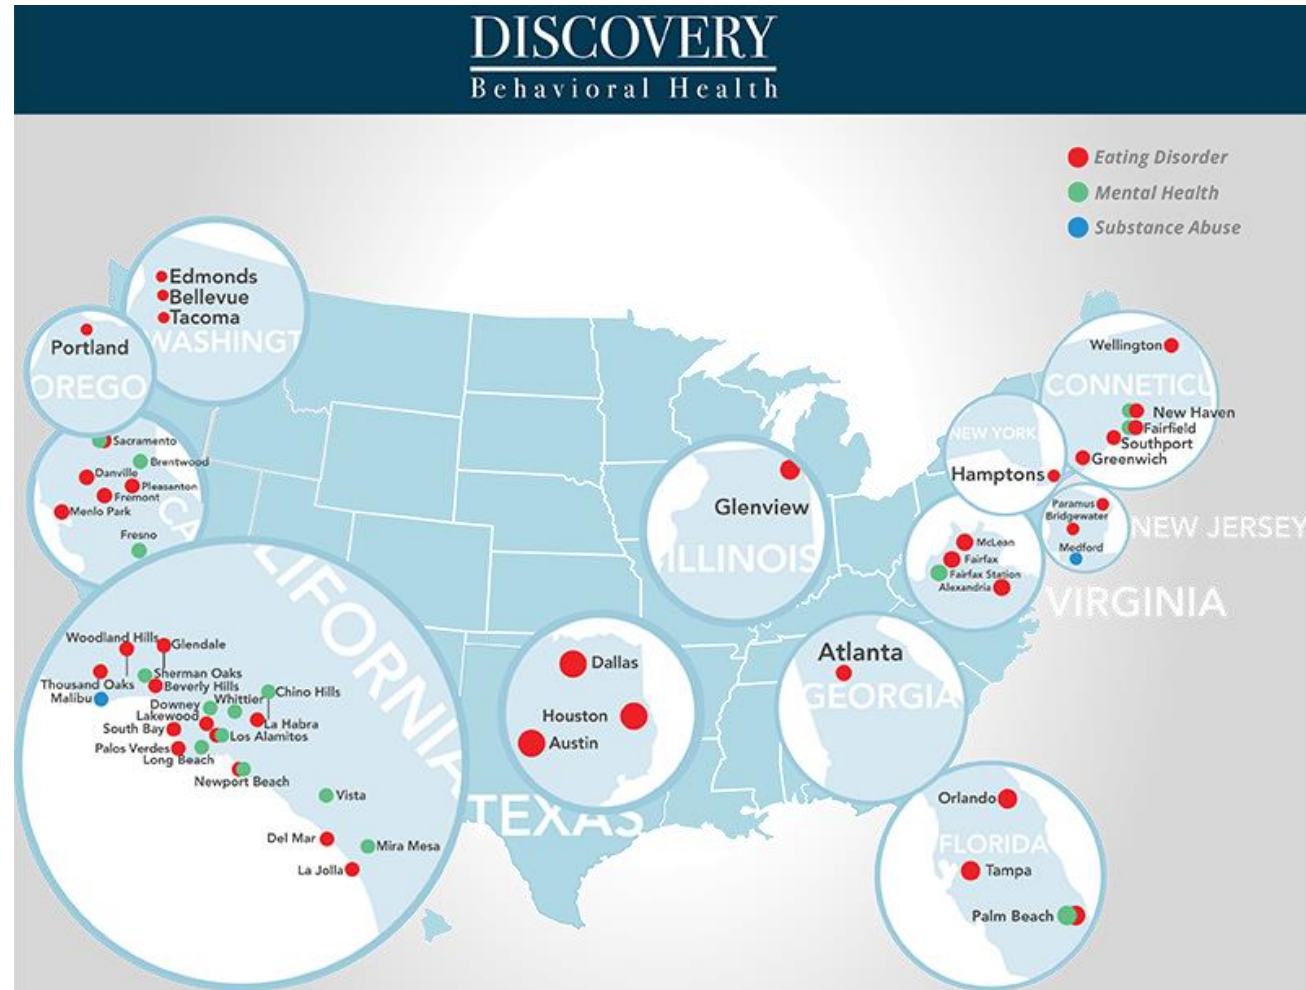 DISCOVERY
Behavioral Health
Eating Disorder
Mental Health
Substance Abuse
Edmonds
Bellevue
Tacoma
WASHINGT
Portland
OREGO
Sacramento
Brentwood
Danville
Pleasanton
Fremont
Menlo Park
Fresno
CALIFORNIA
Woodland Hills
Glendale
Thousand Oaks
Sherman Oaks
Beverly Hills
Malibu
Chino Hills
Downey
Whittier
Lakewood
La Habra
South Bay
Los Alamitos
Palos Verdes
Long Beach
Newport Beach
Vista
Del Mar
Mira Mesa
La Jolla
Glenview
ILLINOIS
Dallas
Houston
Austin
TEXAS
Atlanta
GEORGIA
Orlando
FLORIDA
Tampa
Palm Beach
Wellington
CONNETICU
New Haven
Fairfield
Southport
Greenwich
NEW YORK
Hamptons
Paramus
Bridgewater
Medford
NEW JERSEY
McLean
Fairfax
Fairfax Station
Alexandria
VIRGINIA